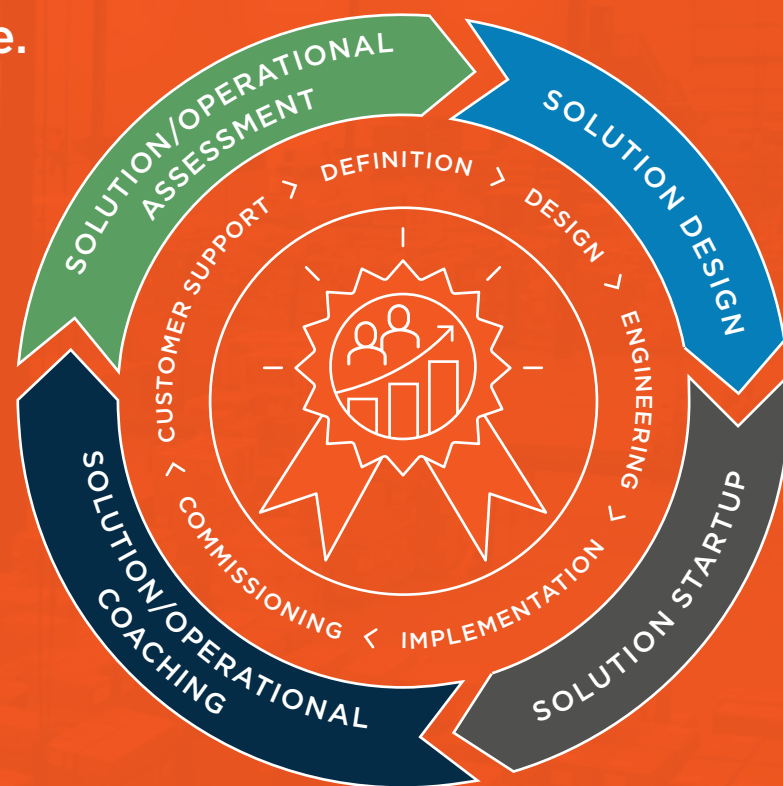 e.
SOLUTION/OPERATIONAL
ASSESSMENT
SOLUTION DESIGN
SOLUTION STARTUP
SOLUTION/OPERATIONAL
COACHING
DEFINITION >
DESIGN >
ENGINEERING >
IMPLEMENTATION >
COMMISSIONING >
CUSTOMER SUPPORT >